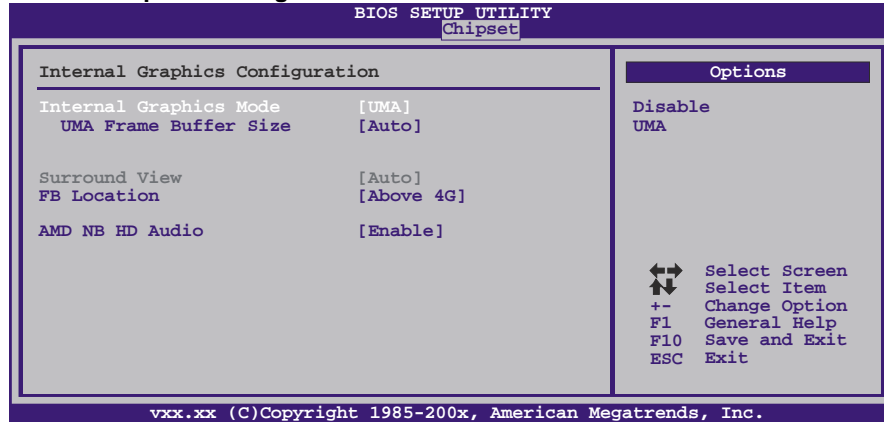 BIOS SETUP UTILITY
Chipset
Internal Graphics Configuration
Internal Graphics Mode [UMA]
UMA Frame Buffer Size [Auto]
Surround View [Auto]
FB Location [Above 4G]
AMD NB HD Audio [Enable]
Options
Disable
UMA
Select Screen
Select Item
+- Change Option
F1 General Help
F10 Save and Exit
ESC Exit
vxx.xx (C)Copyright 1985-200x, American Megatrends, Inc.